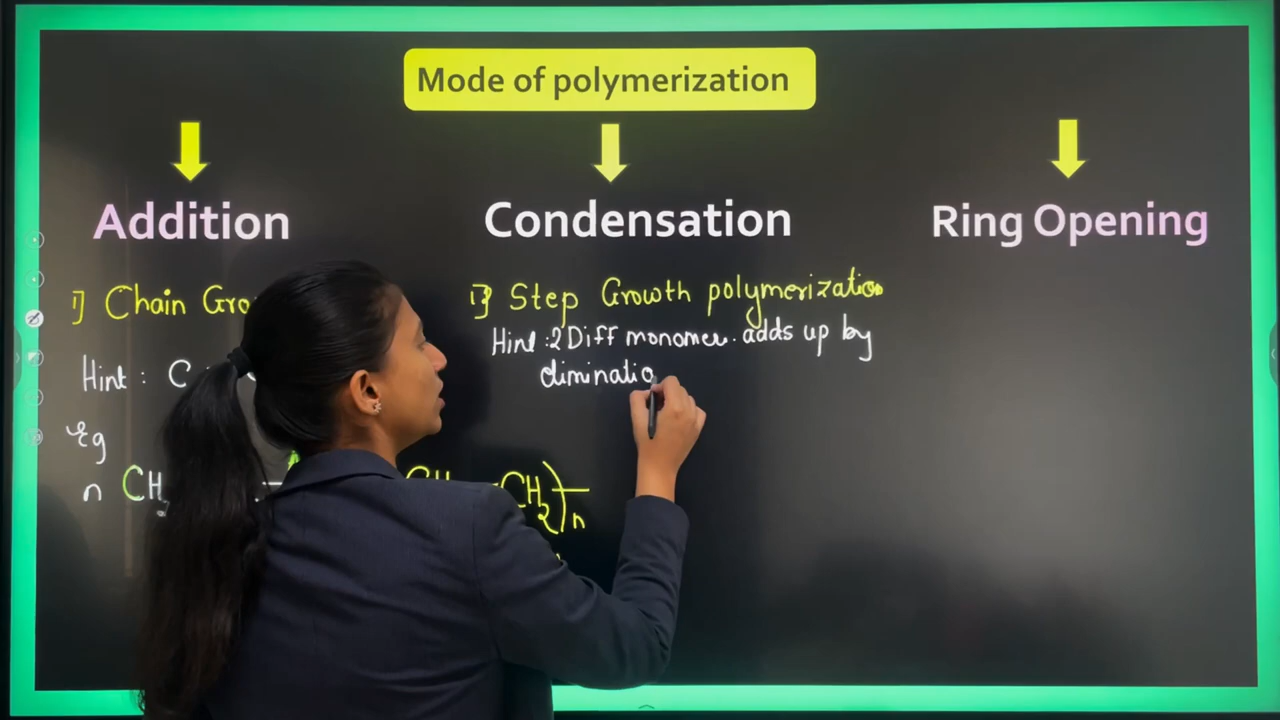 Mode of polymerization
Addition
Condensation
Ring Opening
1] Chain Gro
Hint : C
eg
n CH
CH2)n
1] Step Growth polymerization
Hint : 2 Diff monomer. adds up by
eliminatio